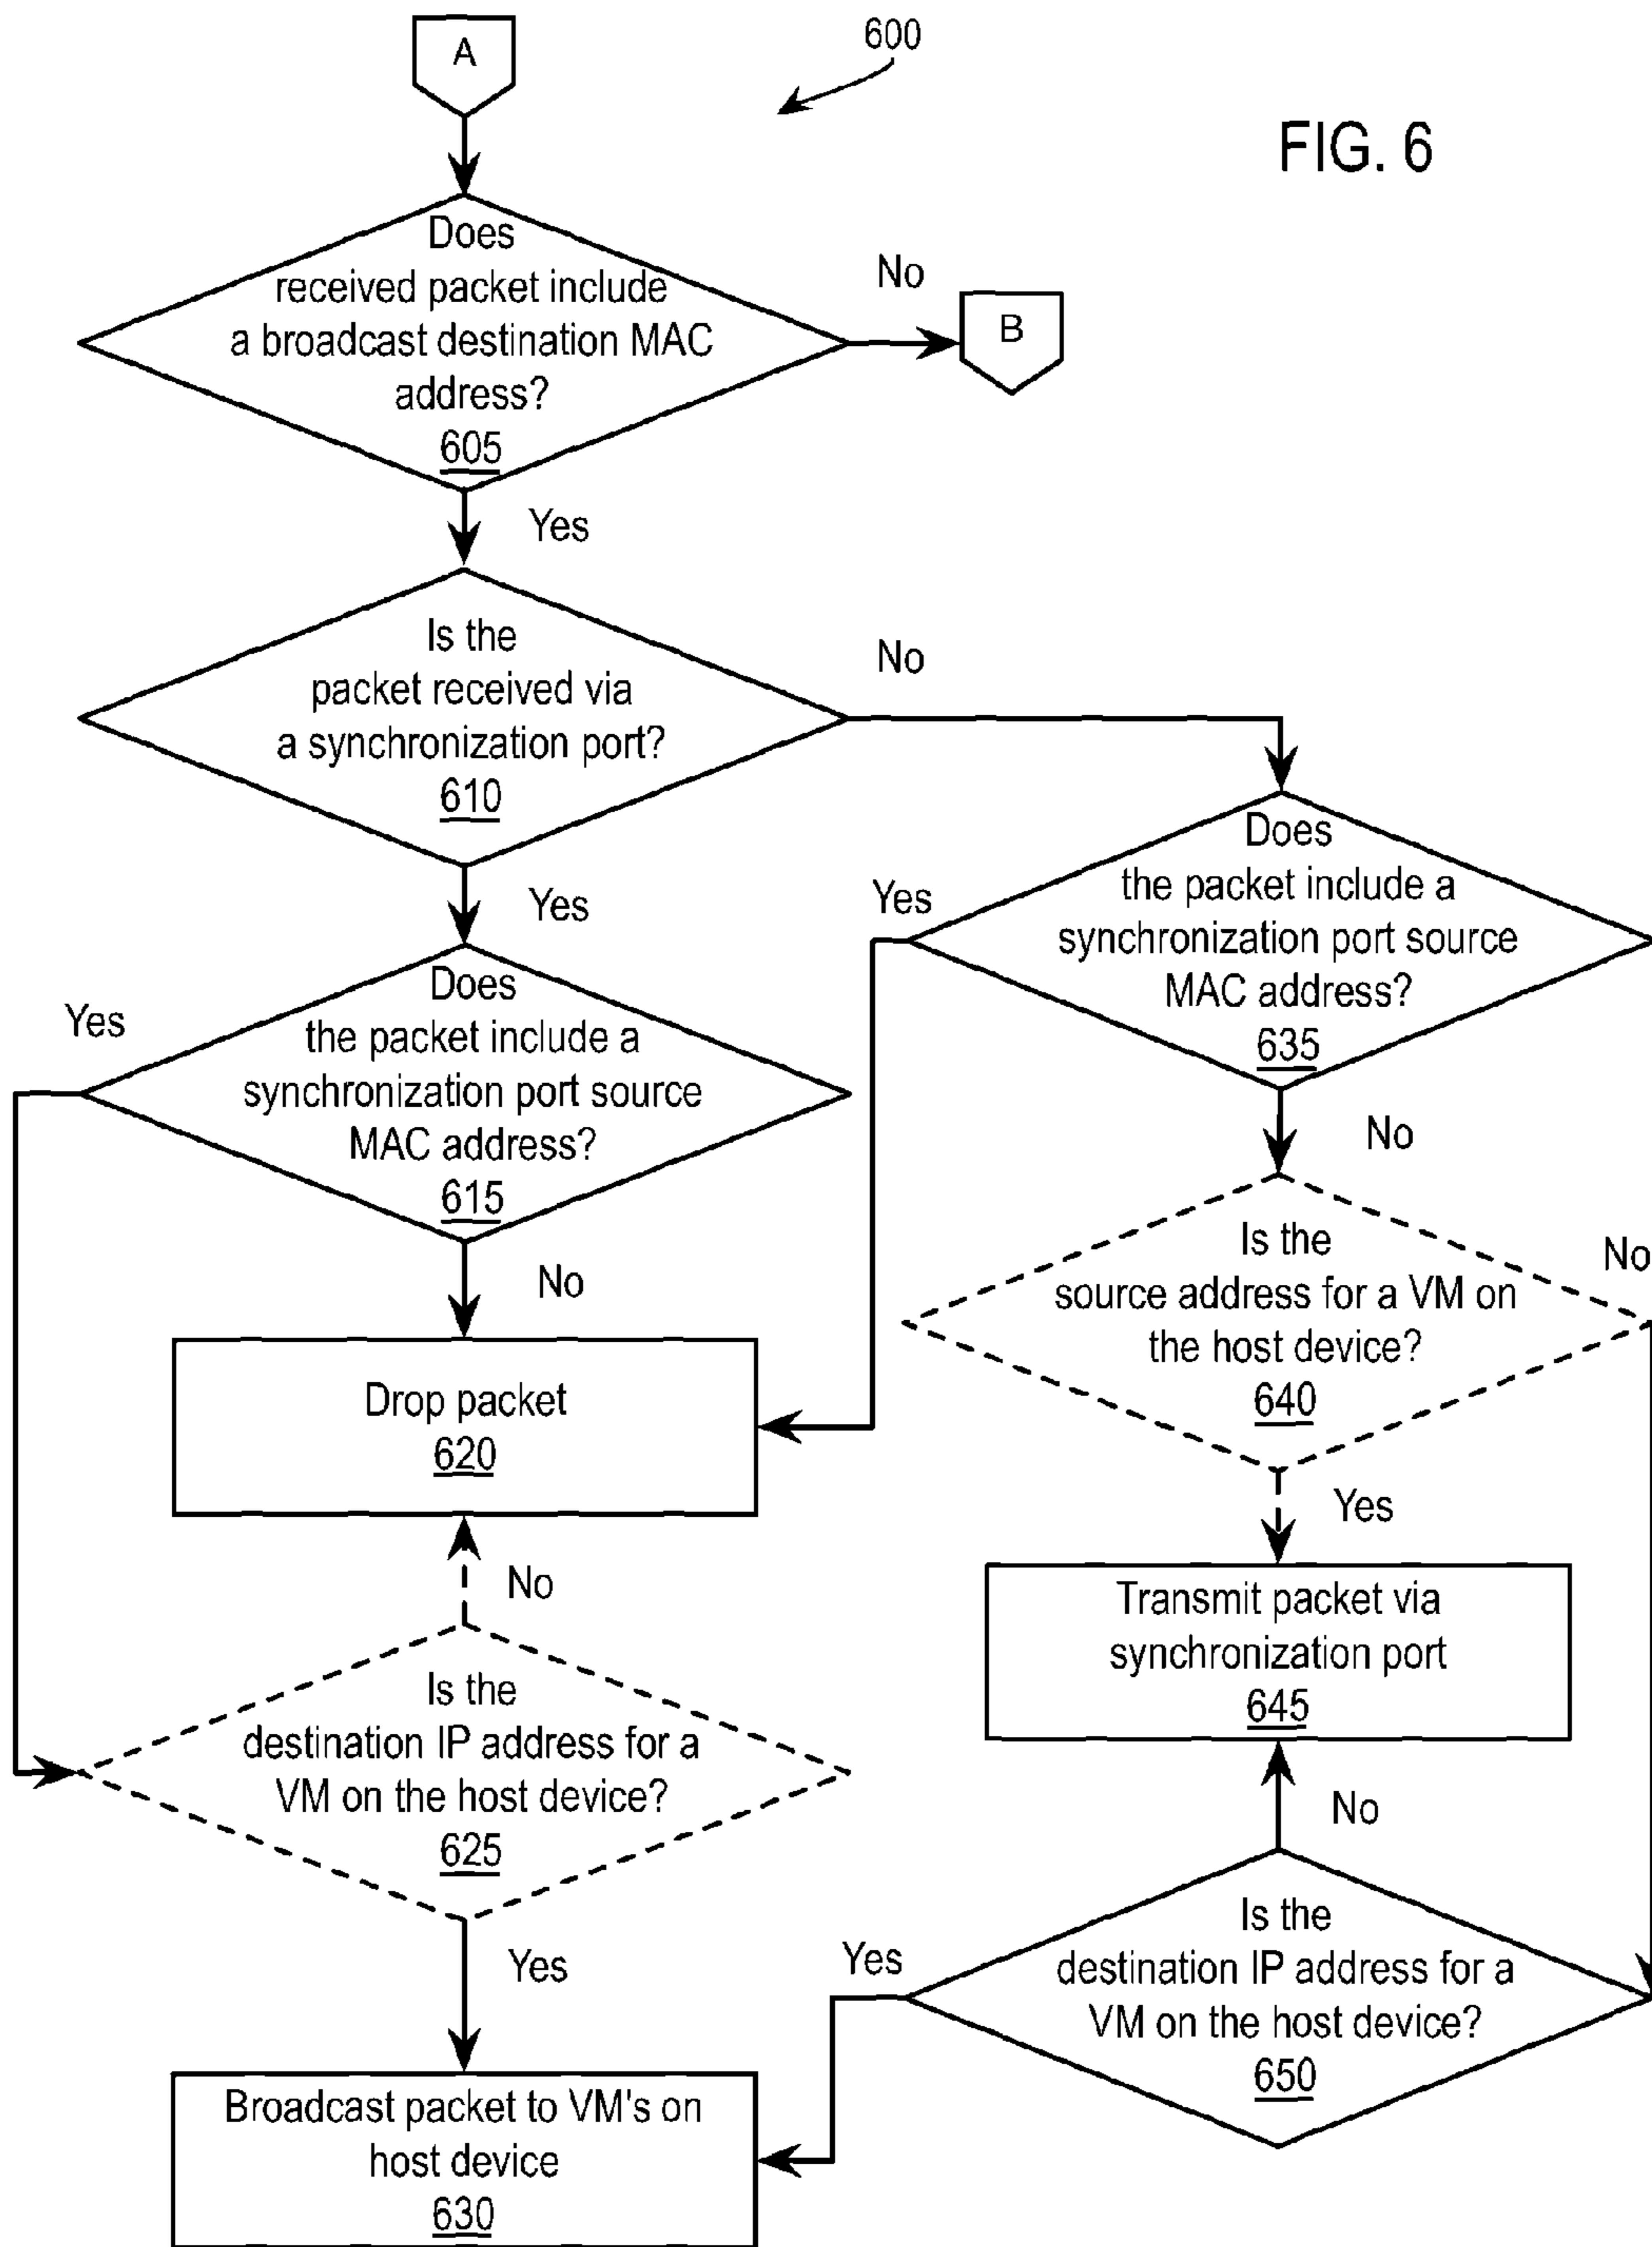 A
600
FIG. 6
Does
received packet include
a broadcast destination MAC
address?
605
No
B
Yes
Is the
packet received via
a synchronization port?
610
No
Yes
Does
the packet include a
synchronization port source
MAC address?
635
Yes
No
Does
the packet include a
synchronization port source
MAC address?
615
Yes
No
Is the
source address for a VM on
the host device?
640
No
Yes
Drop packet
620
No
Transmit packet via
synchronization port
645
No
Is the
destination IP address for a
VM on the host device?
625
Yes
Is the
destination IP address for a
VM on the host device?
650
Yes
Broadcast packet to VM's on
host device
630